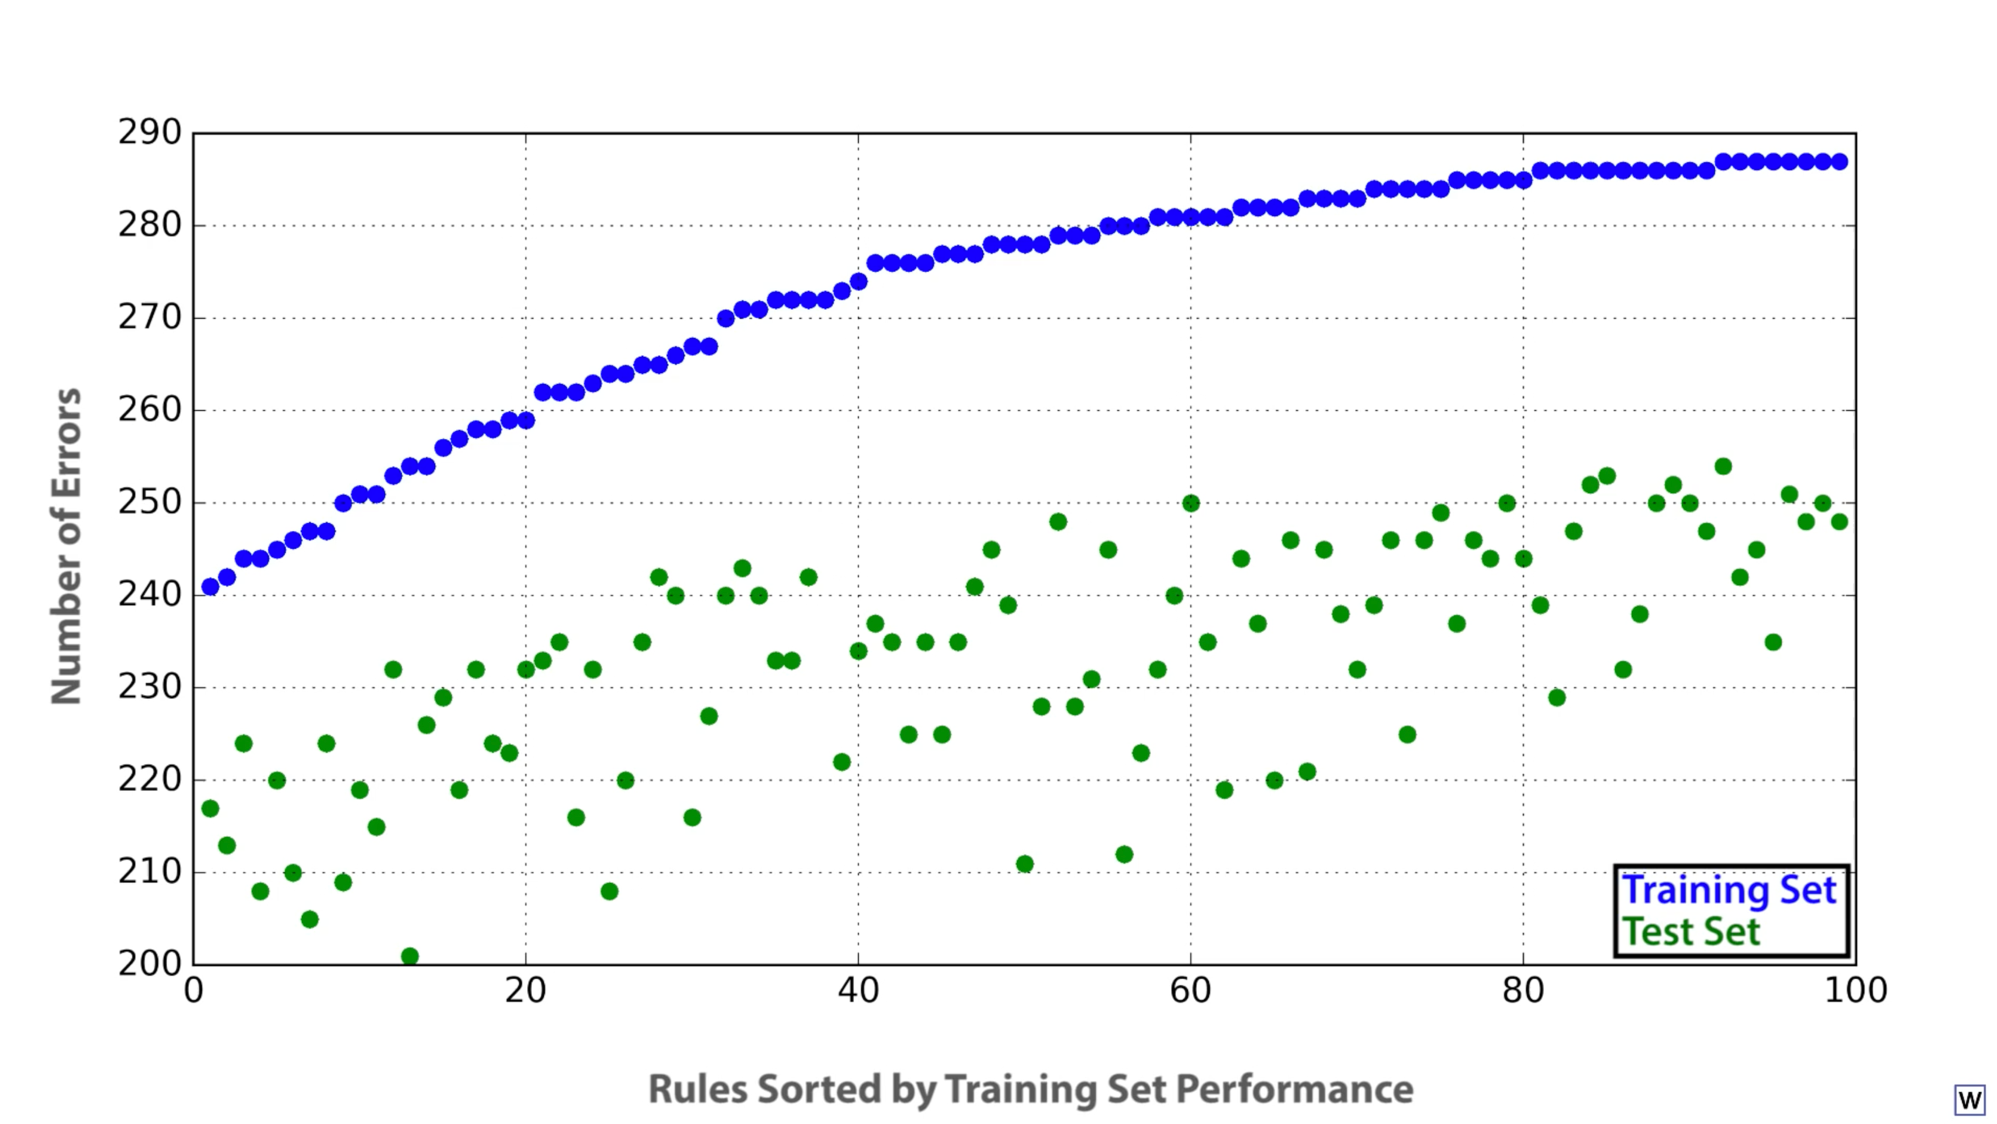 290
280
270
260
250
240
230
220
210
200
0 20 40 60 80 100
Number of Errors
Training Set
Test Set
Rules Sorted by Training Set Performance
W